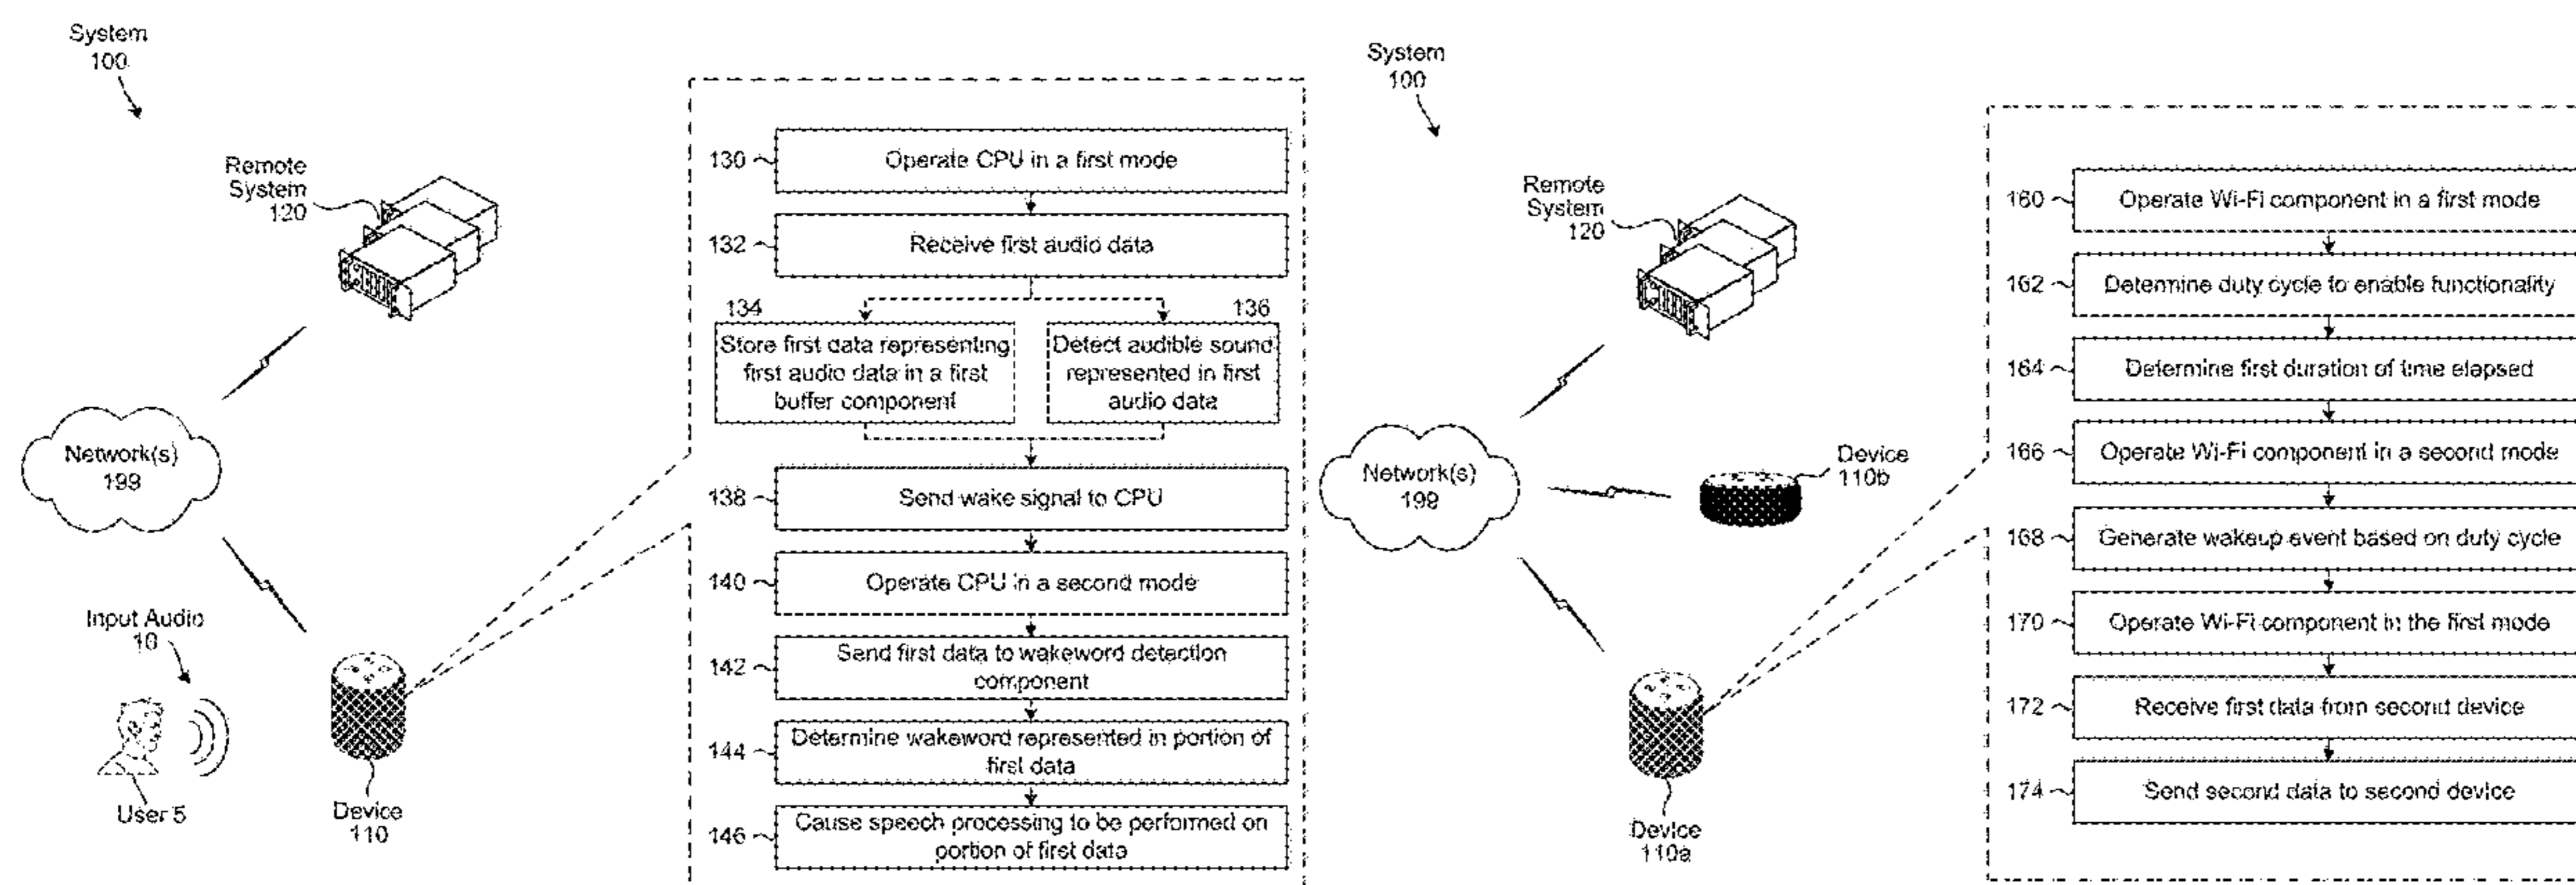 System
100
Remote
System
120
Network(s)
199
Input Audio
10
User 5
Device
110
130
Operate CPU in a first mode
132
Receive first audio data
134
Store first data representing
first audio data in a first
buffer component
136
Detect audible sound
represented in first
audio data
138
Send wake signal to CPU
140
Operate CPU in a second mode
142
Send first data to wakeword detection
component
144
Determine wakeword represented in portion of
first data
146
Cause speech processing to be performed on
portion of first data
System
100
Remote
System
120
Network(s)
199
Device
110b
Device
110a
160
Operate Wi-Fi component in a first mode
162
Determine duty cycle to enable functionality
164
Determine first duration of time elapsed
166
Operate Wi-Fi component in a second mode
168
Generate wakeup event based on duty cycle
170
Operate Wi-Fi component in the first mode
172
Receive first data from second device
174
Send second data to second device